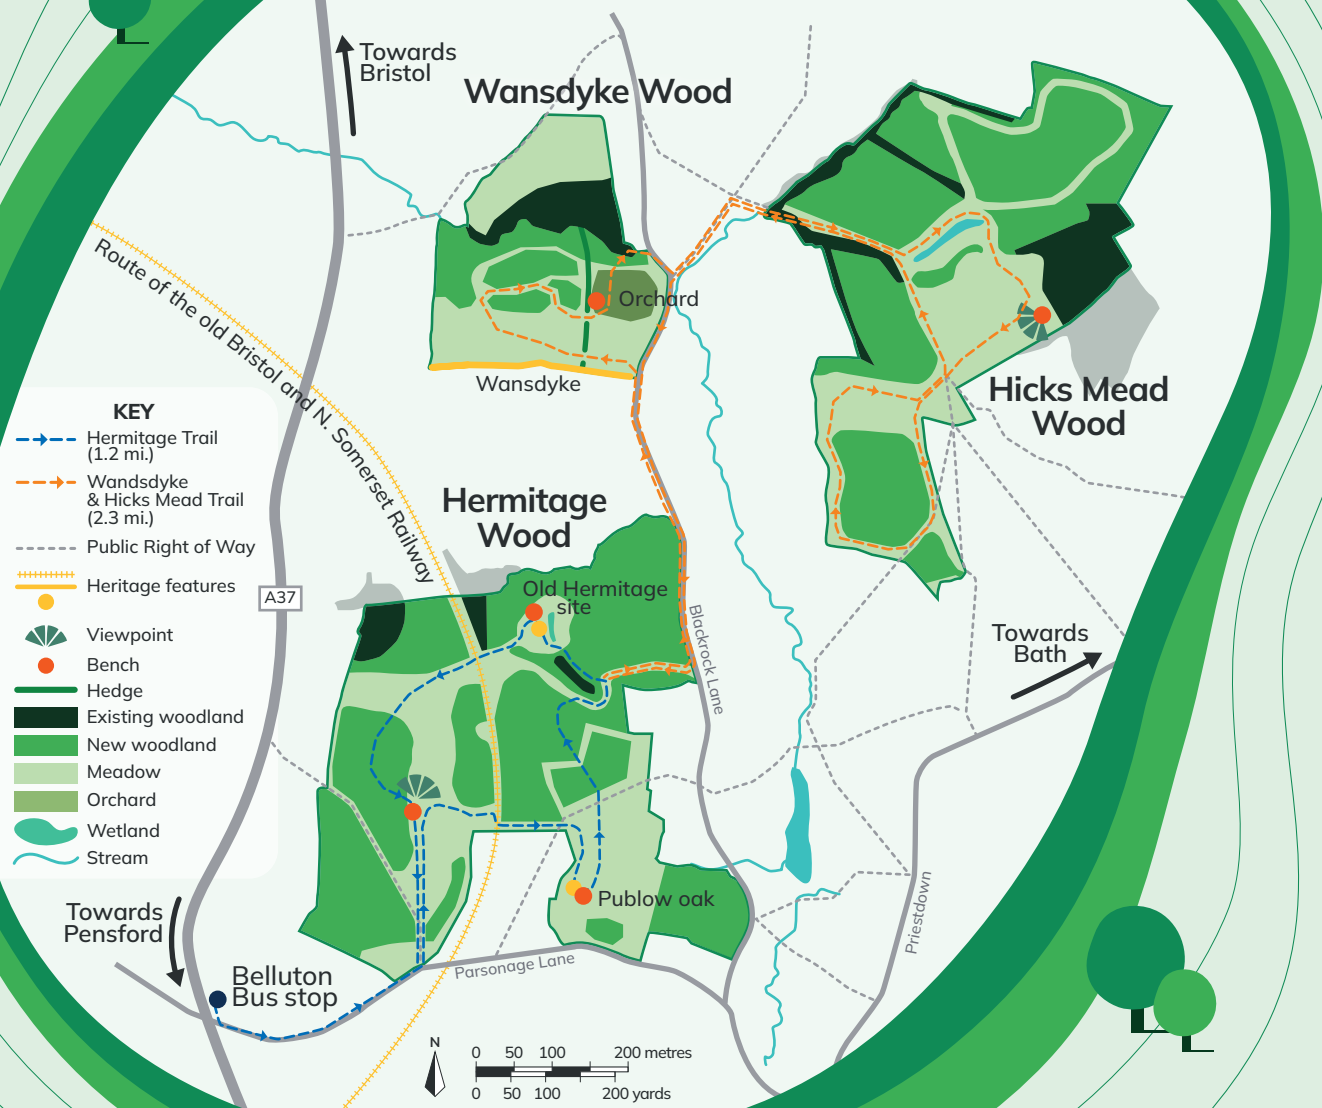 Towards
Bristol
Wansdyke Wood
Route of the old Bristol and N. Somerset Railway
Orchard
Wansdyke
Hicks Mead
Wood
KEY
Hermitage Trail
(1.2 mi.)
Wandsdyke
& Hicks Mead Trail
(2.3 mi.)
Public Right of Way
Heritage features
Viewpoint
Bench
Hedge
Existing woodland
New woodland
Meadow
Orchard
Wetland
Stream
A37
Hermitage
Wood
Old Hermitage
site
Blackrock Lane
Towards
Bath
Publow oak
Priestdown
Towards
Pensford
Belluton
Bus stop
Parsonage Lane
N
0 50 100 200 metres
0 50 100 200 yards